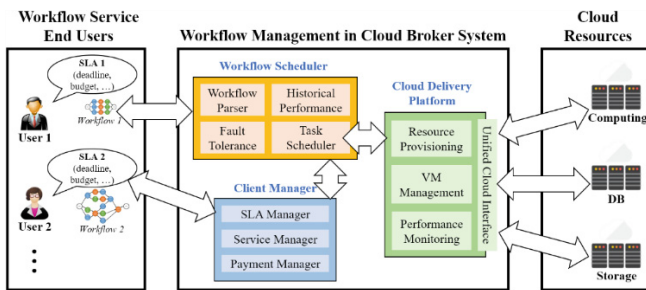 Workflow Service
End Users
SLA 1
(deadline,
budget, …)
Workflow 1
User 1
SLA 2
(deadline,
budget, …)
Workflow 2
User 2
Workflow Management in Cloud Broker System
Workflow Scheduler
Workflow
Parser
Historical
Performance
Fault
Tolerance
Task
Scheduler
Client Manager
SLA Manager
Service Manager
Payment Manager
Cloud Delivery
Platform
Resource
Provisioning
VM
Management
Performance
Monitoring
Unified Cloud Interface
Cloud
Resources
Computing
DB
Storage